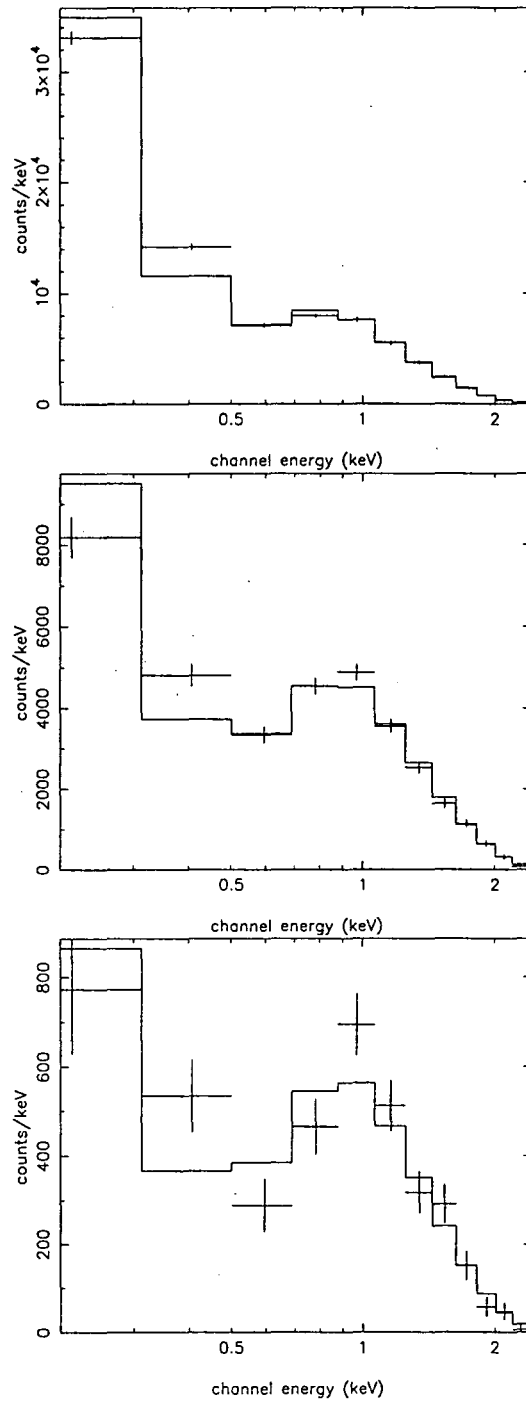 3×10⁴
2×10⁴
10⁴
0
counts/keV
0.5 1 2
channel energy (keV)
8000
6000
4000
2000
0
counts/keV
0.5 1 2
channel energy (keV)
800
600
400
200
0
counts/keV
0.5 1 2
channel energy (keV)